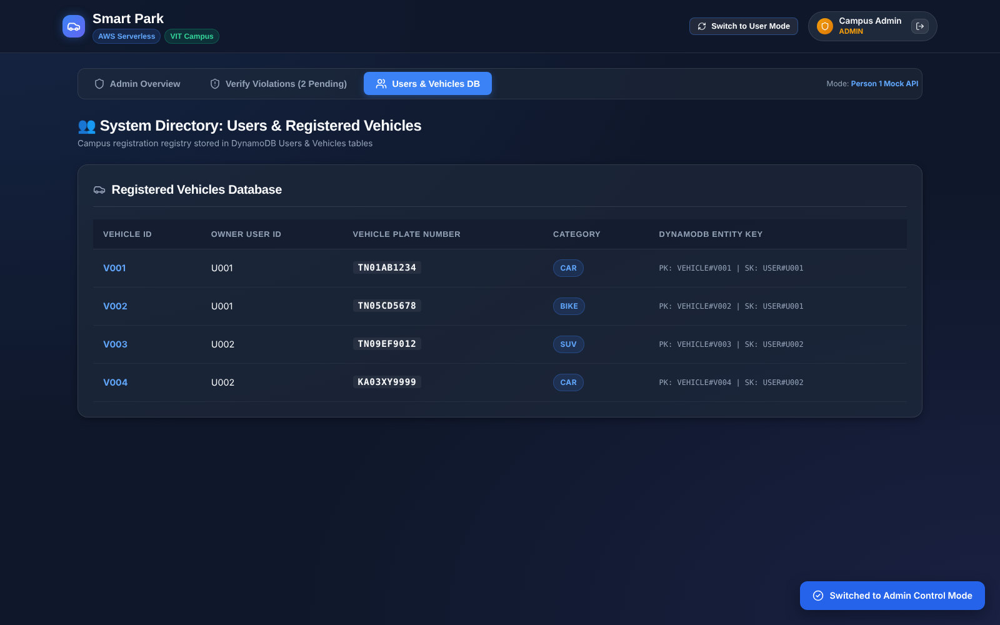 Smart Park
AWS Serverless VIT Campus
Switch to User Mode
Campus Admin
ADMIN
Admin Overview
Verify Violations (2 Pending)
Users & Vehicles DB
Mode: Person 1 Mock API
👥 System Directory: Users & Registered Vehicles
Campus registration registry stored in DynamoDB Users & Vehicles tables
Registered Vehicles Database
VEHICLE ID OWNER USER ID VEHICLE PLATE NUMBER CATEGORY DYNAMODB ENTITY KEY
V001 U001 TN01AB1234 CAR PK: VEHICLE#V001 | SK: USER#U001
V002 U001 TN05CD5678 BIKE PK: VEHICLE#V002 | SK: USER#U001
V003 U002 TN09EF9012 SUV PK: VEHICLE#V003 | SK: USER#U002
V004 U002 KA03XY9999 CAR PK: VEHICLE#V004 | SK: USER#U002
Switched to Admin Control Mode